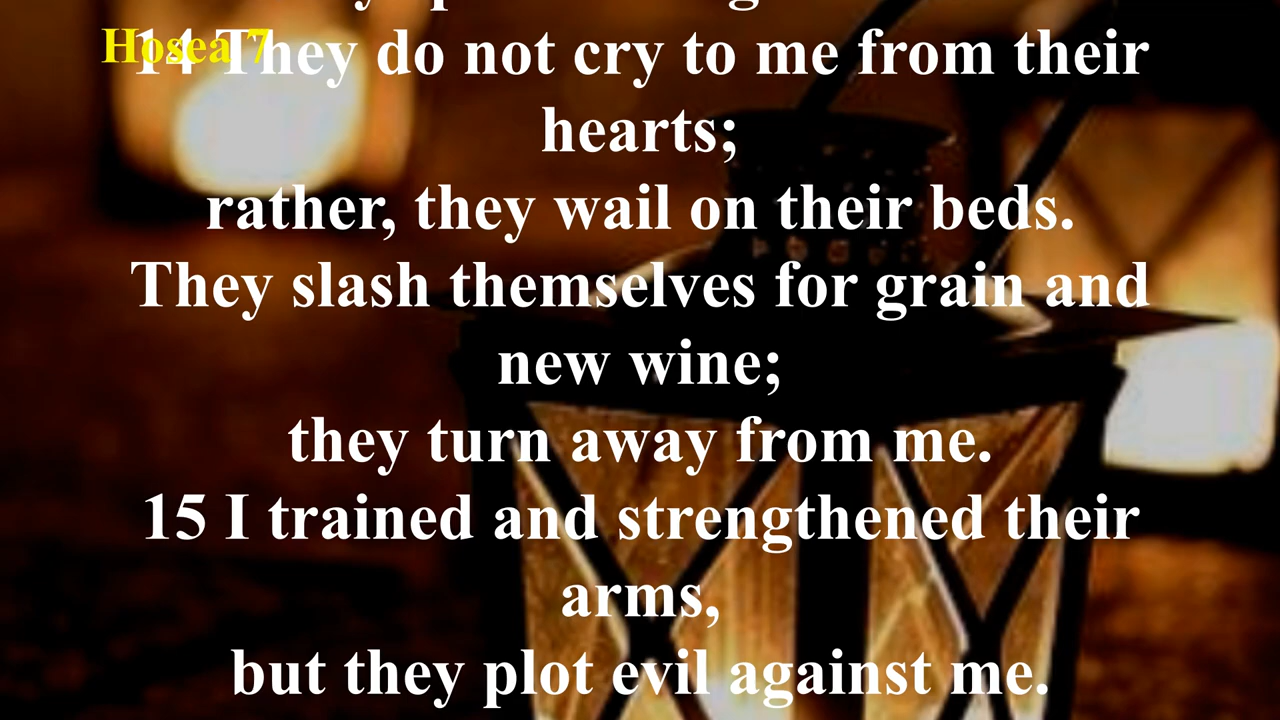 Hosea 7
14 They do not cry to me from their
hearts;
rather, they wail on their beds.
They slash themselves for grain and
new wine;
they turn away from me.
15 I trained and strengthened their
arms,
but they plot evil against me.